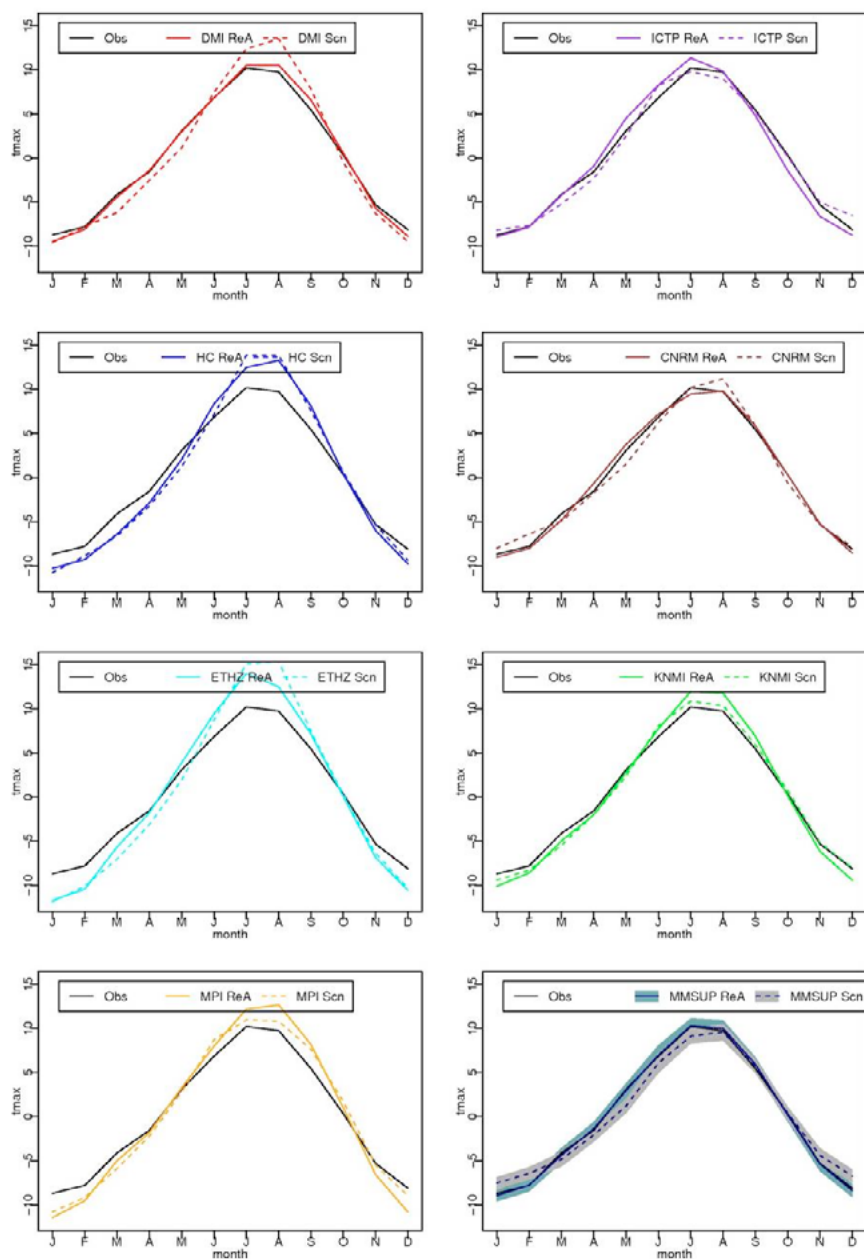 Obs DMI ReA DMI Scn
tmax
15
10
5
0
−5
−10
J F M A M J J A S O N D
month
Obs ICTP ReA ICTP Scn
tmax
15
10
5
0
−5
−10
J F M A M J J A S O N D
month
Obs HC ReA HC Scn
tmax
15
10
5
0
−5
−10
J F M A M J J A S O N D
month
Obs CNRM ReA CNRM Scn
tmax
15
10
5
0
−5
−10
J F M A M J J A S O N D
month
Obs ETHZ ReA ETHZ Scn
tmax
15
10
5
0
−5
−10
J F M A M J J A S O N D
month
Obs KNMI ReA KNMI Scn
tmax
15
10
5
0
−5
−10
J F M A M J J A S O N D
month
Obs MPI ReA MPI Scn
tmax
15
10
5
0
−5
−10
J F M A M J J A S O N D
month
Obs MMSUP ReA MMSUP Scn
tmax
15
10
5
0
−5
−10
J F M A M J J A S O N D
month